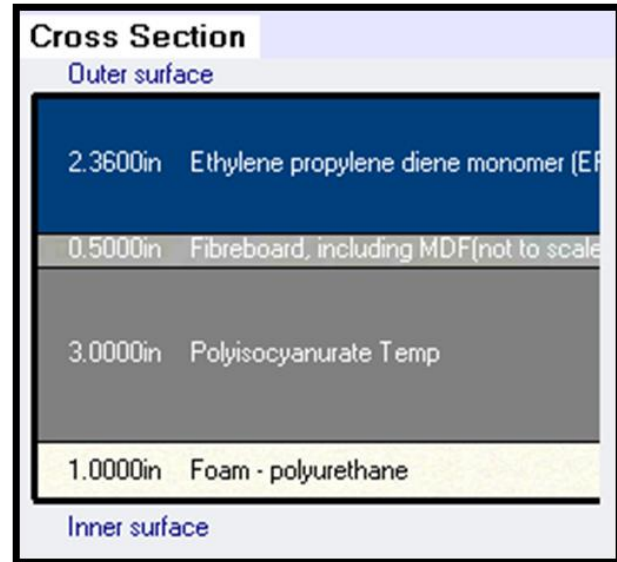 Cross Section
Outer surface
2.3600in Ethylene propylene diene monomer (EF
0.5000in Fibreboard, including MDF(not to scale
3.0000in Polyisocyanurate Temp
1.0000in Foam - polyurethane
Inner surface